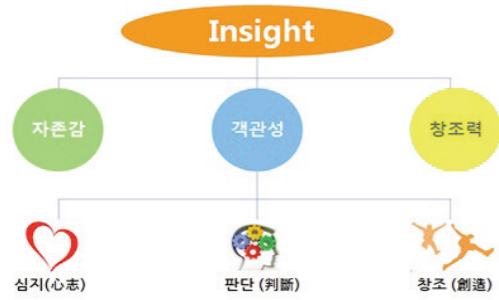 Insight
자존감
객관성
창조력
심지(心志)
판단 (判斷)
창조 (創造)